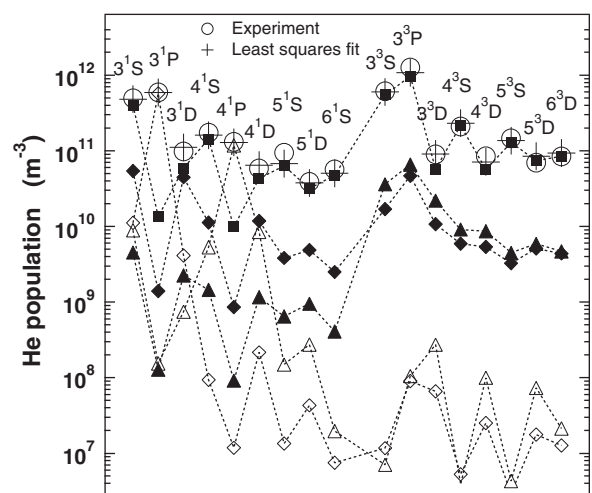 Experiment
Least squares fit
He population (m⁻³)
10¹²
10¹¹
10¹⁰
10⁹
10⁸
10⁷
3¹S
3¹P
3¹D
4¹S
4¹P
4¹D
5¹S
5¹D
6¹S
3³S
3³P
3³D
4³S
4³D
5³S
5³D
6³D